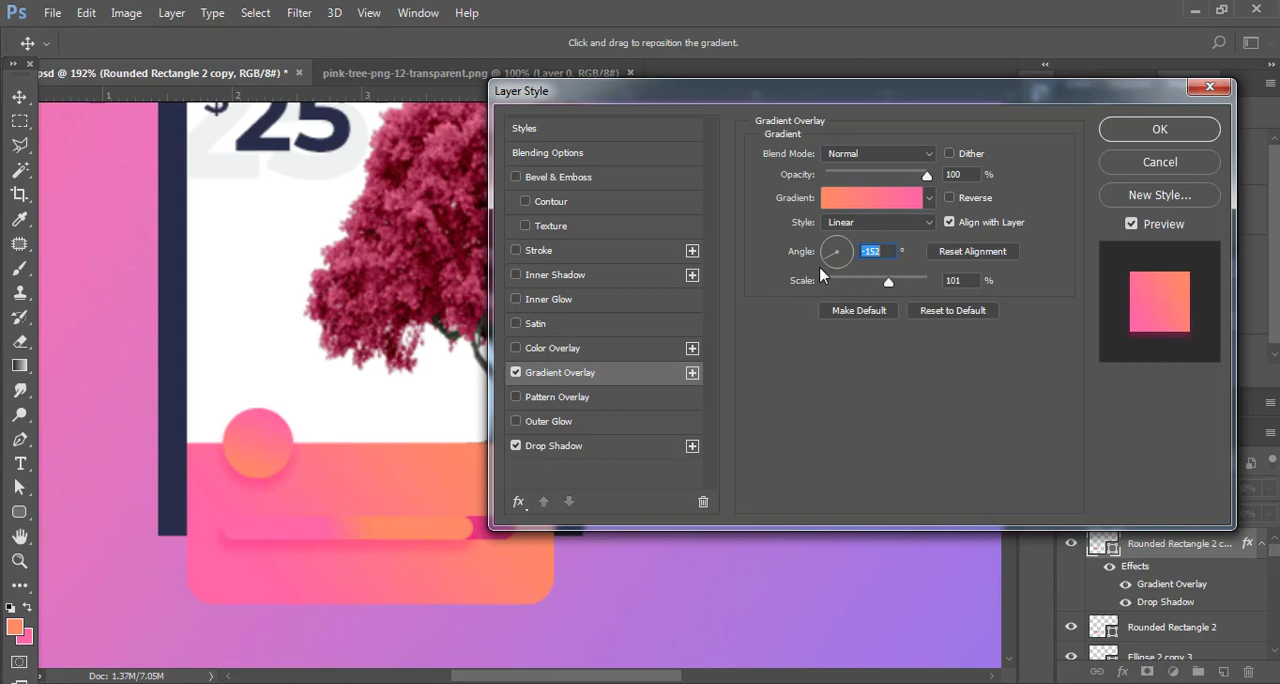 Ps File Edit Image Layer Type Select Filter 3D View Window Help
Click and drag to reposition the gradient.
psd @ 192% (Rounded Rectangle 2 copy, RGB/8#) * × pink-tree-png-12-transparent.png @ 100% (Layer 0, RGB/8#) ×
1 2 3
$25
Layer Style
Styles
Blending Options
Bevel & Emboss
Contour
Texture
Stroke
Inner Shadow
Inner Glow
Satin
Color Overlay
Gradient Overlay
Pattern Overlay
Outer Glow
Drop Shadow
fx
Gradient Overlay
Gradient
Blend Mode: Normal Dither
Opacity: 100 %
Gradient: Reverse
Style: Linear Align with Layer
Angle: -152 ° Reset Alignment
Scale: 101 %
Make Default Reset to Default
OK
Cancel
New Style...
Preview
Rounded Rectangle 2 c... fx
Effects
Gradient Overlay
Drop Shadow
Rounded Rectangle 2
Ellipse 2 copy 3
fx
Doc: 1.37M/7.05M